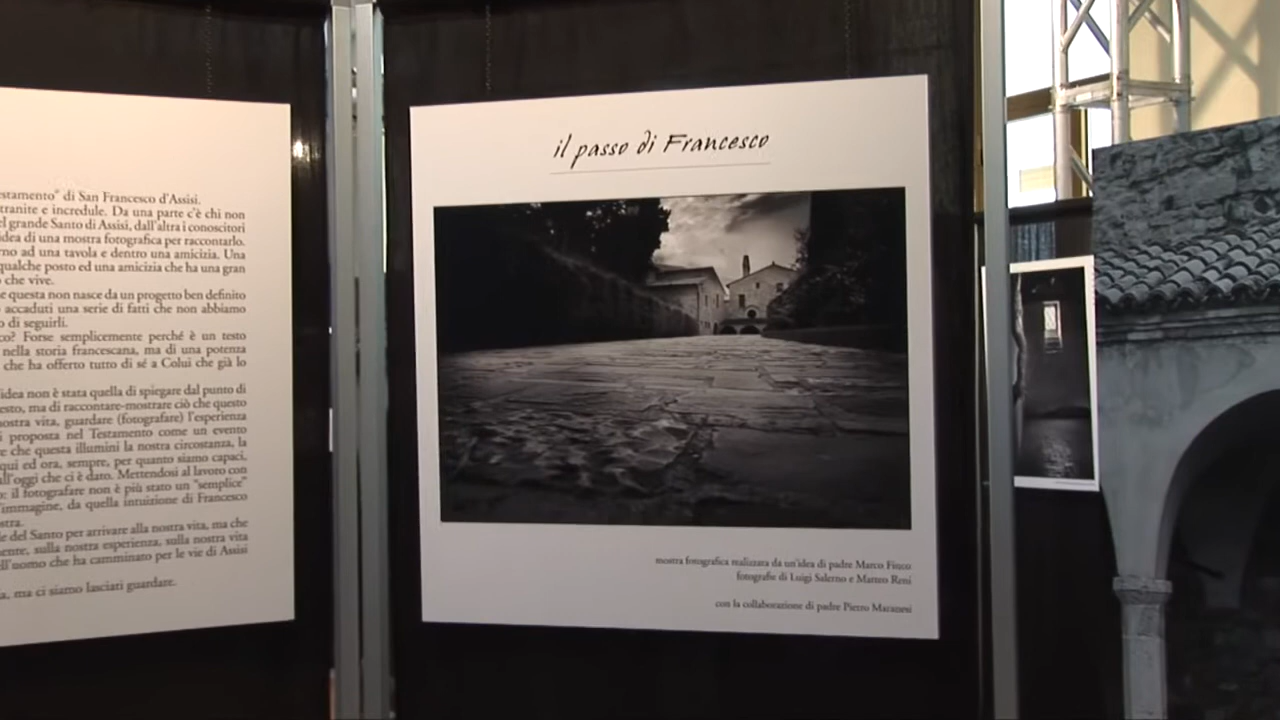 estamento" di San Francesco d'Assisi.
tranite e incredule. Da una parte c'è chi non
el grande Santo di Assisi, dall'altra i conoscitori
idea di una mostra fotografica per raccontarlo.
rno ad una tavola e dentro una amicizia. Una
qualche posto ed una amicizia che ha una gran
che vive.
e questa non nasce da un progetto ben definito
accaduti una serie di fatti che non abbiamo
o di seguirli.
co? Forse semplicemente perché è un testo
nella storia francescana, ma di una potenza
che ha offerto tutto di sé a Colui che già lo
idea non è stata quella di spiegare dal punto di
esto, ma di raccontare-mostrare ciò che questo
nostra vita, guardare (fotografare) l'esperienza
i proposta nel Testamento come un evento
e che questa illumini la nostra circostanza, la
qui ed ora, sempre, per quanto siamo capaci,
all'oggi che ci è dato. Mettendosi al lavoro con
o: il fotografare non è più stato un "semplice"
l'immagine, da quella intuizione di Francesco
stra.
e del Santo per arrivare alla nostra vita, ma che
mente, sulla nostra esperienza, sulla nostra vita
ell'uomo che ha camminato per le vie di Assisi
a, ma ci siamo lasciati guardare.
il passo di Francesco
mostra fotografica realizzata da un'idea di padre Marco
fotografie di Luigi Salerno e Matteo Reni
con la collaborazione di padre Pietro Maranesi